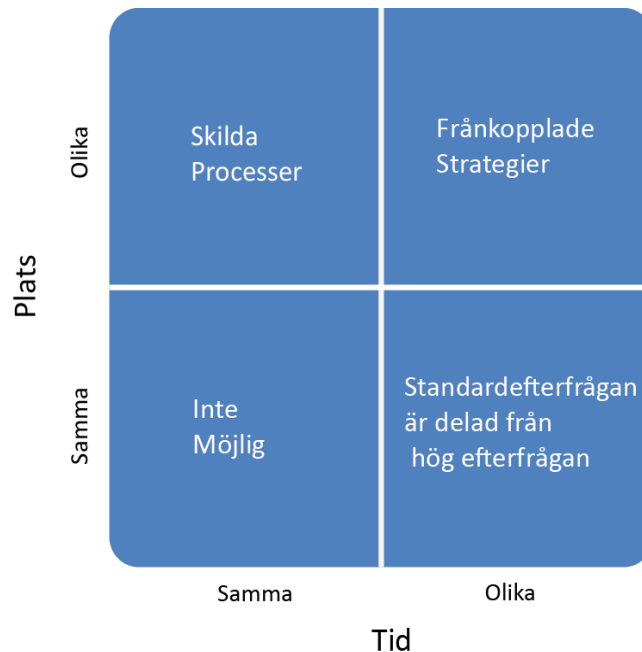 Olika
Skilda
Processer
Frånkopplade
Strategier
Plats
Samma
Inte
Möjlig
Standardefterfrågan
är delad från
hög efterfrågan
Samma
Olika
Tid